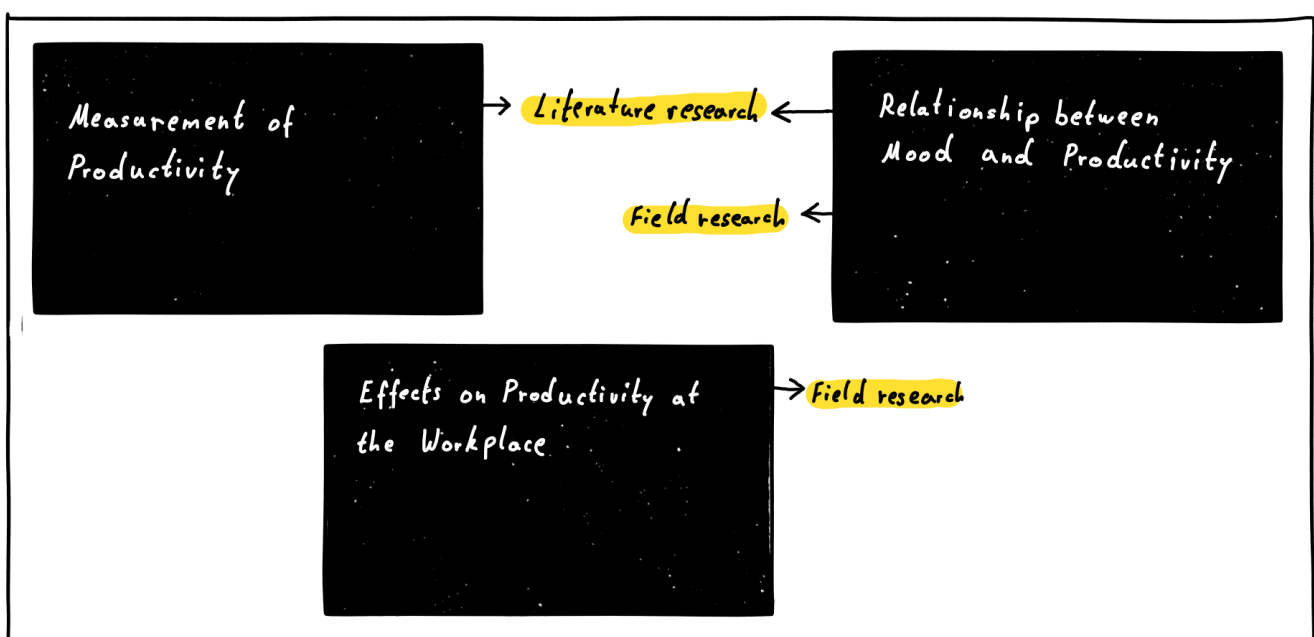 Measurement of
Productivity
Literature research
Relationship between
Mood and Productivity
Field research
Effects on Productivity at
the Workplace
Field research